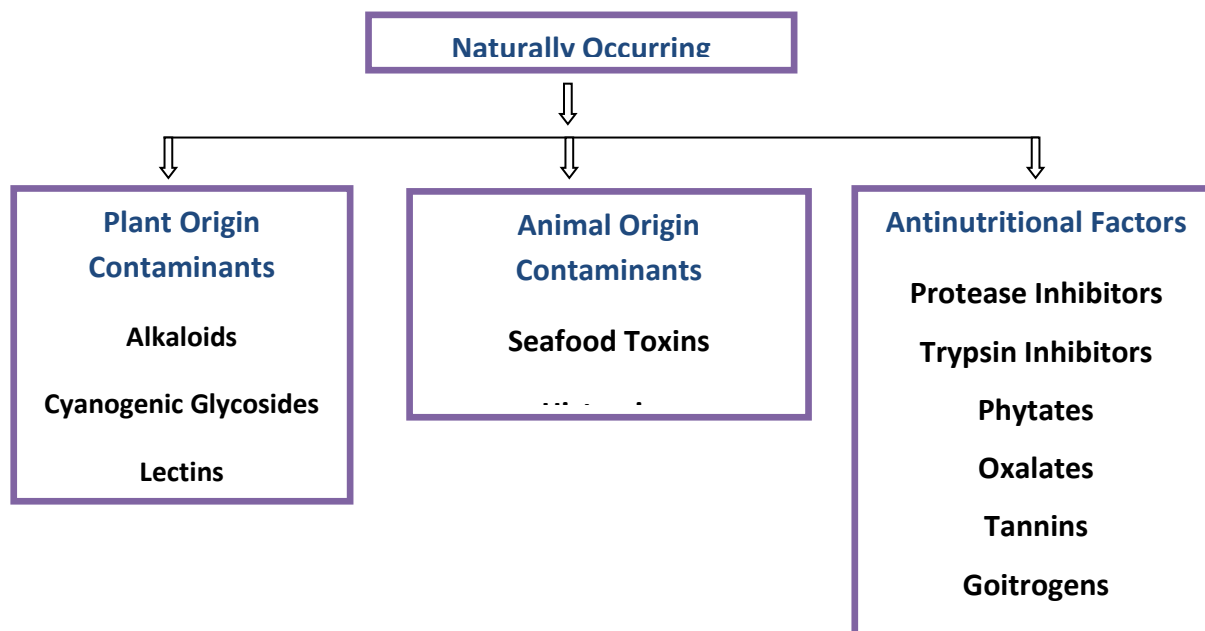 Naturally Occurring
Plant Origin
Contaminants
Alkaloids
Cyanogenic Glycosides
Lectins
Animal Origin
Contaminants
Seafood Toxins
Antinutritional Factors
Protease Inhibitors
Trypsin Inhibitors
Phytates
Oxalates
Tannins
Goitrogens